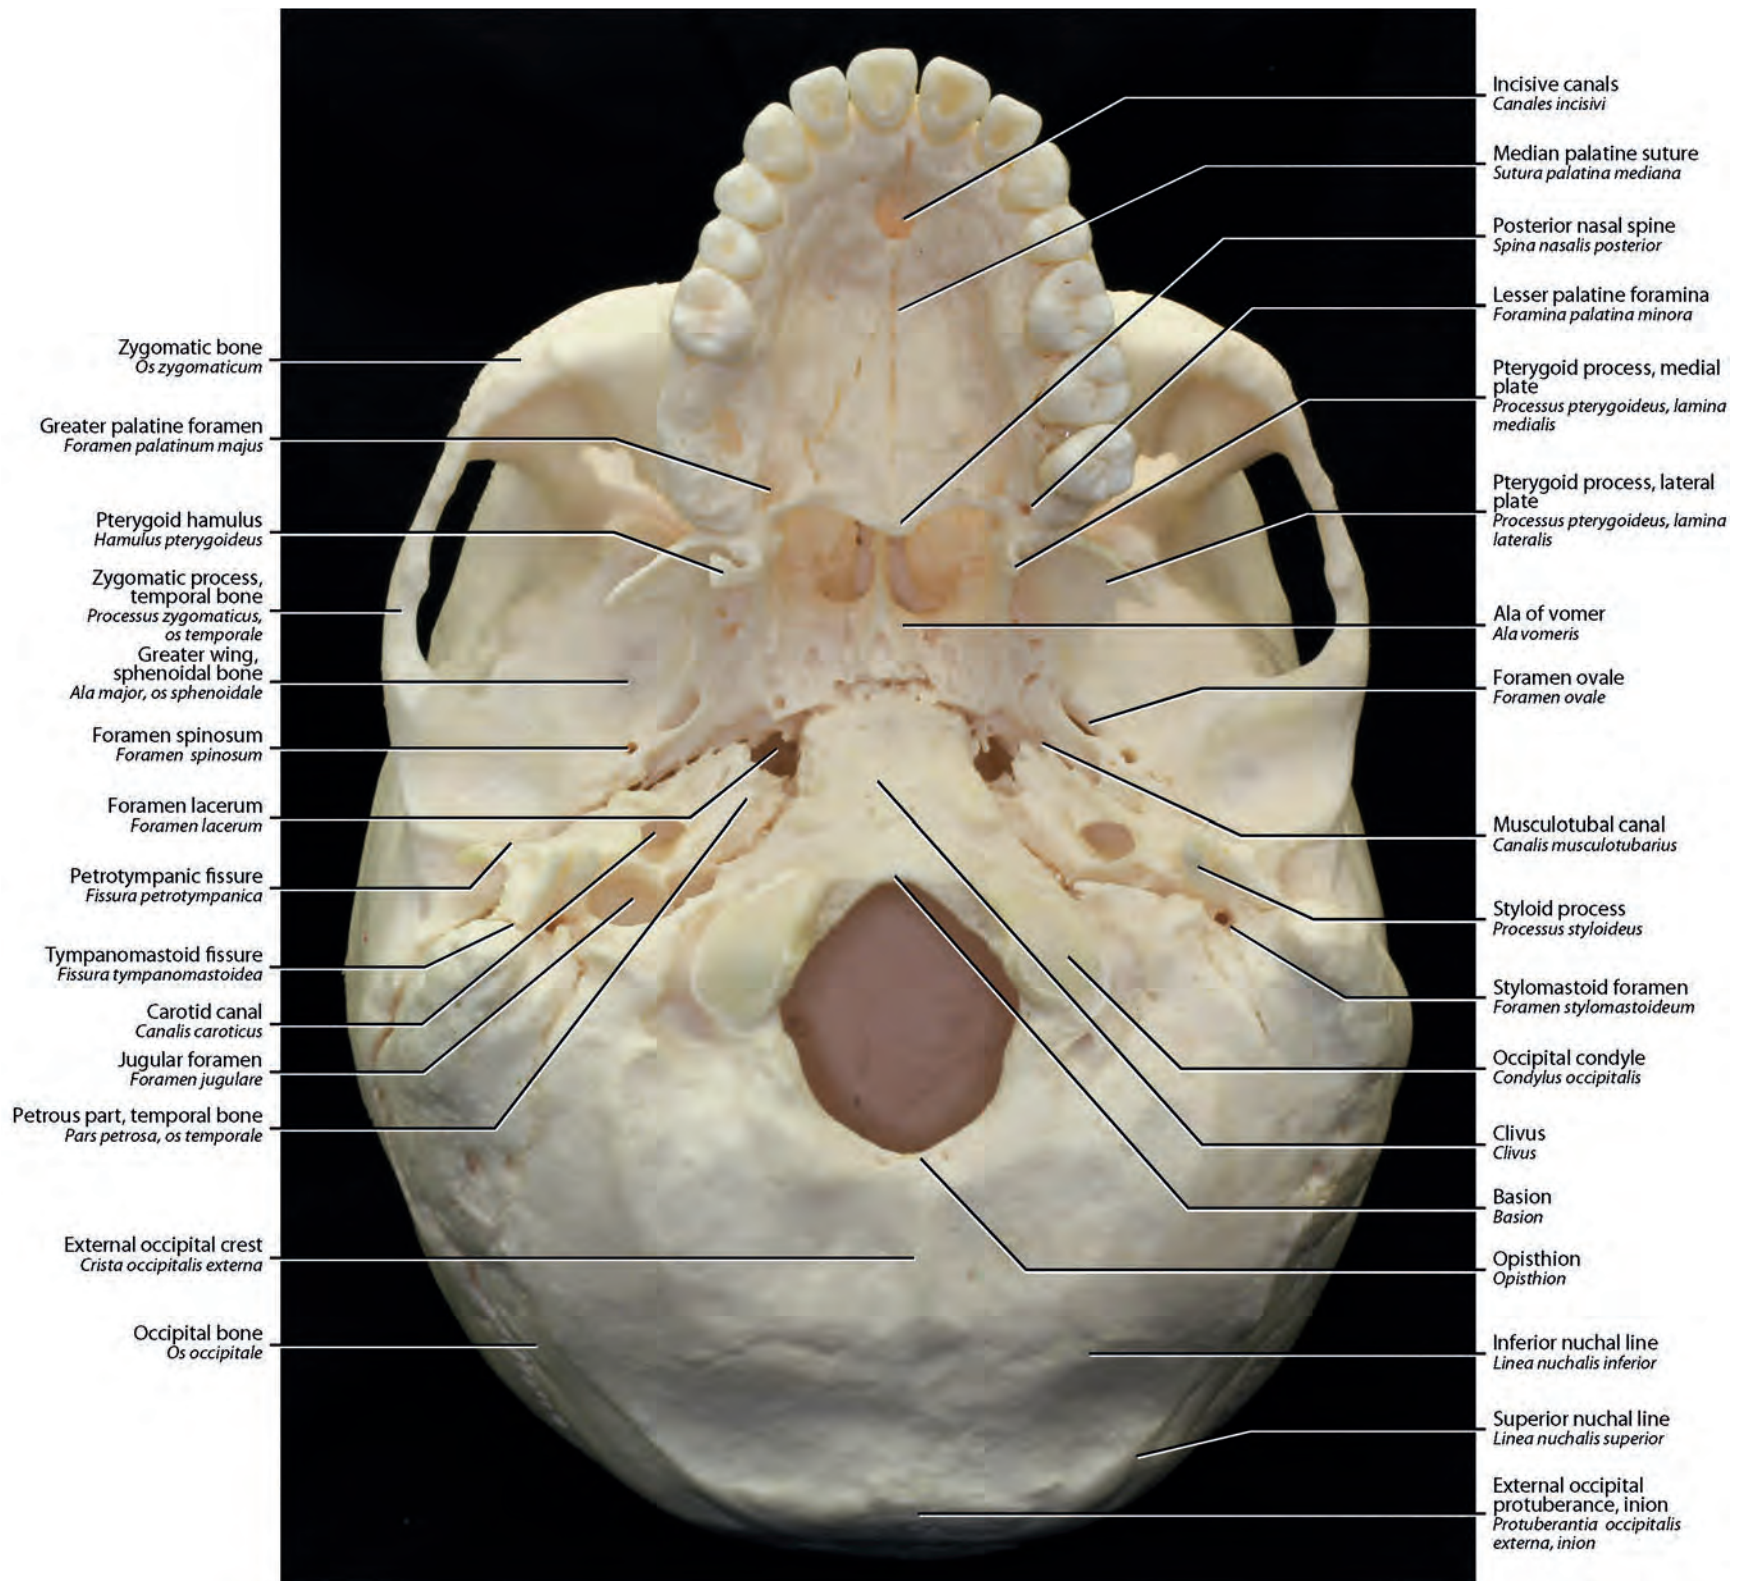 Zygomatic bone
Os zygomaticum
Greater palatine foramen
Foramen palatinum majus
Pterygoid hamulus
Hamulus pterygoideus
Zygomatic process,
temporal bone
Processus zygomaticus,
os temporale
Greater wing,
sphenoidal bone
Ala major, os sphenoidale
Foramen spinosum
Foramen spinosum
Foramen lacerum
Foramen lacerum
Petrotympanic fissure
Fissura petrotympanica
Tympanomastoid fissure
Fissura tympanomastoidea
Carotid canal
Canalis caroticus
Jugular foramen
Foramen jugulare
Petrous part, temporal bone
Pars petrosa, os temporale
External occipital crest
Crista occipitalis externa
Occipital bone
Os occipitale
Incisive canals
Canales incisivi
Median palatine suture
Sutura palatina mediana
Posterior nasal spine
Spina nasalis posterior
Lesser palatine foramina
Foramina palatina minora
Pterygoid process, medial
plate
Processus pterygoideus, lamina
medialis
Pterygoid process, lateral
plate
Processus pterygoideus, lamina
lateralis
Ala of vomer
Ala vomeris
Foramen ovale
Foramen ovale
Musculotubal canal
Canalis musculotubarius
Styloid process
Processus styloideus
Stylomastoid foramen
Foramen stylomastoideum
Occipital condyle
Condylus occipitalis
Clivus
Clivus
Basion
Basion
Opisthion
Opisthion
Inferior nuchal line
Linea nuchalis inferior
Superior nuchal line
Linea nuchalis superior
External occipital
protuberance, inion
Protuberantia occipitalis
externa, inion